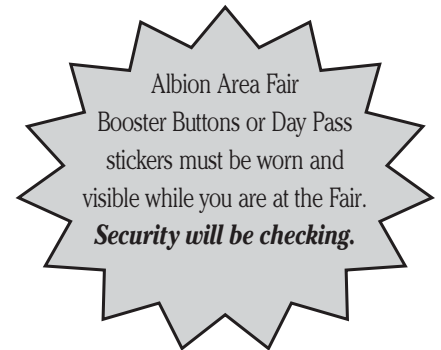 Albion Area Fair
Booster Buttons or Day Pass
stickers must be worn and
visible while you are at the Fair.
Security will be checking.